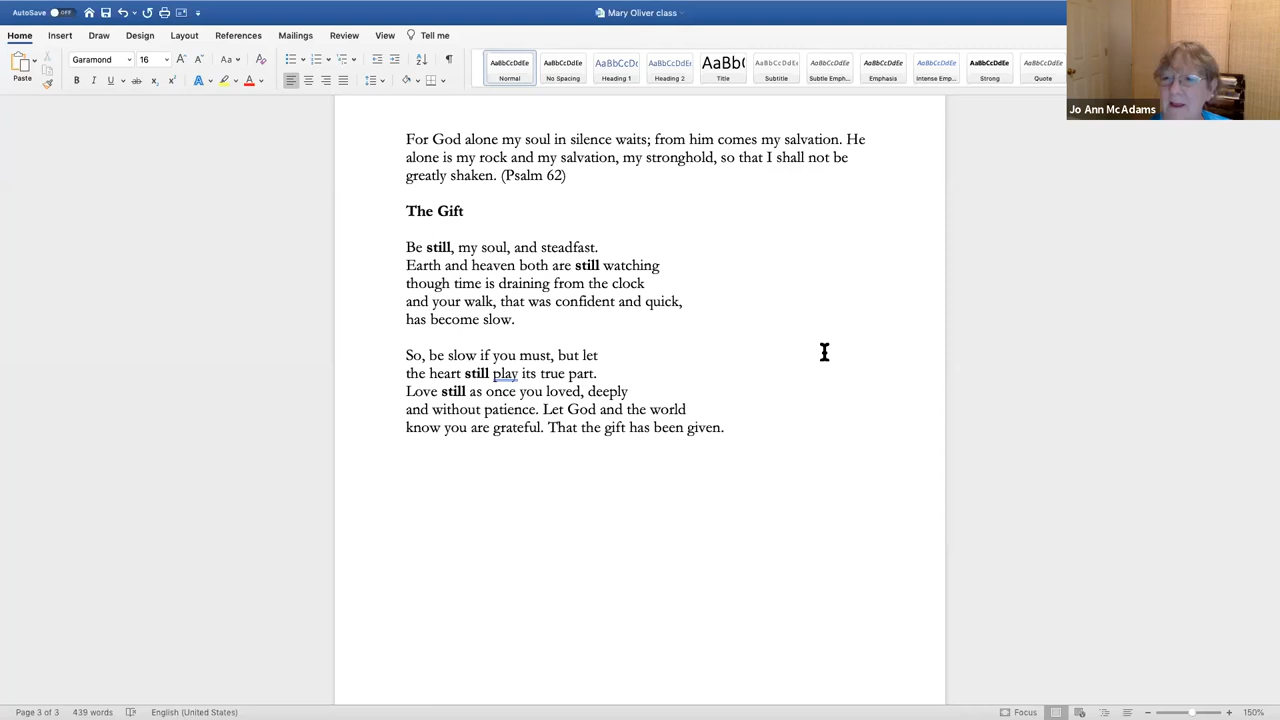 AutoSave OFF
Mary Oliver class
Home Insert Draw Design Layout References Mailings Review View Tell me
Paste
Garamond 16
AaBbCcDdEe AaBbCcDdEe AaBbCcDc AaBbCcDdEe AaBb( AaBbCcDdEe AaBbCcDdEe AaBbCcDdEe AaBbCcDdEe AaBbCcDdEe AaBbCcDdEe
Normal No Spacing Heading 1 Heading 2 Title Subtitle Subtle Emph... Emphasis Intense Emp... Strong Quote
Jo Ann McAdams
For God alone my soul in silence waits; from him comes my salvation. He
alone is my rock and my salvation, my stronghold, so that I shall not be
greatly shaken. (Psalm 62)
The Gift
Be still, my soul, and steadfast.
Earth and heaven both are still watching
though time is draining from the clock
and your walk, that was confident and quick,
has become slow.
So, be slow if you must, but let
the heart still play its true part.
Love still as once you loved, deeply
and without patience. Let God and the world
know you are grateful. That the gift has been given.
Page 3 of 3 439 words English (United States) Focus 150%